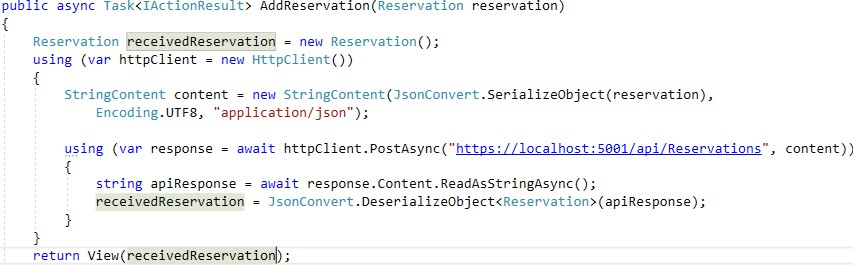 public async Task<IActionResult> AddReservation(Reservation reservation)
{
    Reservation receivedReservation = new Reservation();
    using (var httpClient = new HttpClient())
    {
        StringContent content = new StringContent(JsonConvert.SerializeObject(reservation),
            Encoding.UTF8, "application/json");

        using (var response = await httpClient.PostAsync("https://localhost:5001/api/Reservations", content))
        {
            string apiResponse = await response.Content.ReadAsStringAsync();
            receivedReservation = JsonConvert.DeserializeObject<Reservation>(apiResponse);
        }
    }
    return View(receivedReservation);